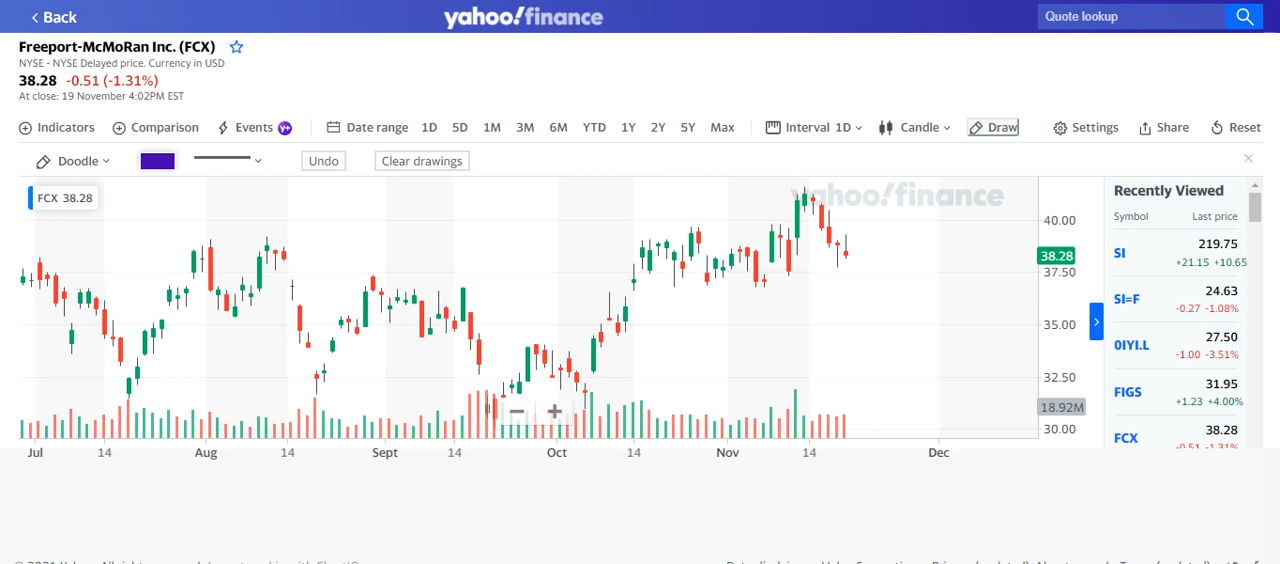 Back
yahoo!finance
Quote lookup
Freeport-McMoRan Inc. (FCX)
NYSE - NYSE Delayed price. Currency in USD
38.28 -0.51 (-1.31%)
At close: 19 November 4:02PM EST
Indicators Comparison Events Y+ Date range 1D 5D 1M 3M 6M YTD 1Y 2Y 5Y Max Interval 1D Candle Draw Settings Share Reset
Doodle Undo Clear drawings
FCX 38.28
yahoo!finance
40.00
38.28
37.50
35.00
32.50
18.92M
30.00
Jul 14 Aug 14 Sept 14 Oct 14 Nov 14 Dec
Recently Viewed
Symbol Last price
SI 219.75
+21.15 +10.65
SI=F 24.63
-0.27 -1.08%
0IYI.L 27.50
-1.00 -3.51%
FIGS 31.95
+1.23 +4.00%
FCX 38.28
-0.51 -1.31%